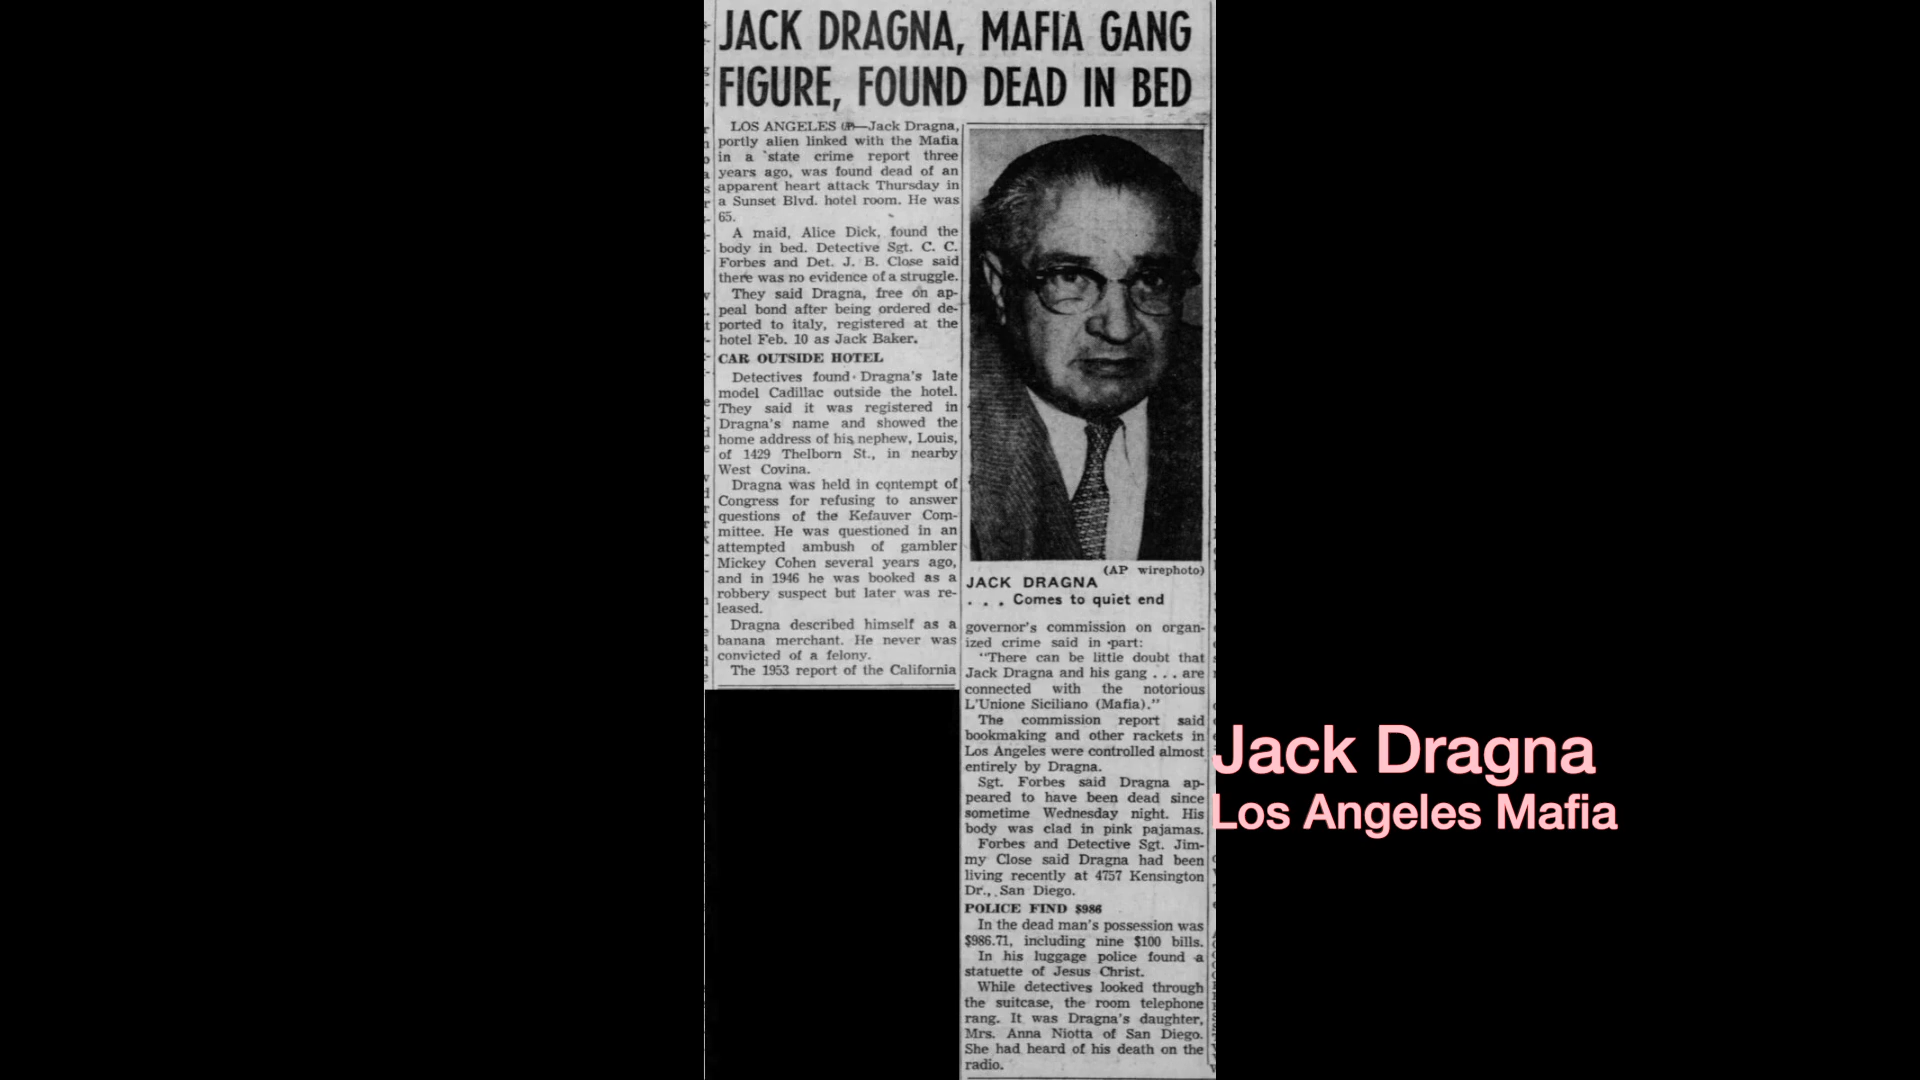 JACK DRAGNA, MAFIA GANG
FIGURE, FOUND DEAD IN BED
LOS ANGELES (AP)—Jack Dragna,
portly alien linked with the Mafia
in a state crime report three
years ago, was found dead of an
apparent heart attack Thursday in
a Sunset Blvd. hotel room. He was
65.
A maid, Alice Dick, found the
body in bed. Detective Sgt. C. C.
Forbes and Det. J. B. Close said
there was no evidence of a struggle.
They said Dragna, free on ap-
peal bond after being ordered de-
ported to italy, registered at the
hotel Feb. 10 as Jack Baker.
CAR OUTSIDE HOTEL
Detectives found Dragna's late
model Cadillac outside the hotel.
They said it was registered in
Dragna's name and showed the
home address of his nephew, Louis,
of 1429 Thelborn St., in nearby
West Covina.
Dragna was held in contempt of
Congress for refusing to answer
questions of the Kefauver Com-
mittee. He was questioned in an
attempted ambush of gambler
Mickey Cohen several years ago,
and in 1946 he was booked as a
robbery suspect but later was re-
leased.
Dragna described himself as a
banana merchant. He never was
convicted of a felony.
The 1953 report of the California
(AP wirephoto)
JACK DRAGNA
. . . Comes to quiet end
governor's commission on organ-
ized crime said in part:
"There can be little doubt that
Jack Dragna and his gang . . . are
connected with the notorious
L'Unione Siciliano (Mafia)."
The commission report said
bookmaking and other rackets in
Los Angeles were controlled almost
entirely by Dragna.
Sgt. Forbes said Dragna ap-
peared to have been dead since
sometime Wednesday night. His
body was clad in pink pajamas.
Forbes and Detective Sgt. Jim-
my Close said Dragna had been
living recently at 4757 Kensington
Dr., San Diego.
POLICE FIND $986
In the dead man's possession was
$986.71, including nine $100 bills.
In his luggage police found a
statuette of Jesus Christ.
While detectives looked through
the suitcase, the room telephone
rang. It was Dragna's daughter,
Mrs. Anna Niotta of San Diego.
She had heard of his death on the
radio.
Jack Dragna
Los Angeles Mafia